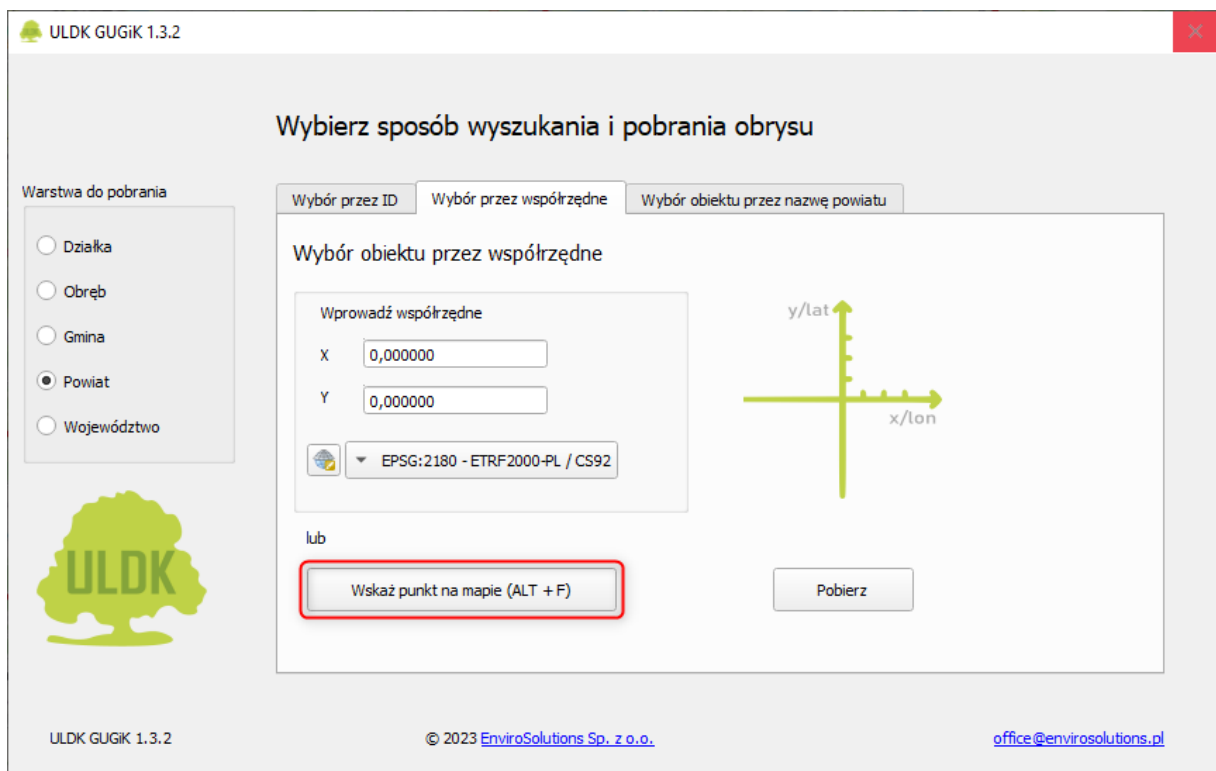 ULDK GUGiK 1.3.2
Wybierz sposób wyszukania i pobrania obrysu
Warstwa do pobrania
Działka
Obręb
Gmina
Powiat
Województwo
ULDK
Wybór przez ID
Wybór przez współrzędne
Wybór obiektu przez nazwę powiatu
Wybór obiektu przez współrzędne
Wprowadź współrzędne
X 0,000000
Y 0,000000
EPSG:2180 - ETRF2000-PL / CS92
y/lat
x/lon
lub
Wskaż punkt na mapie (ALT + F)
Pobierz
ULDK GUGiK 1.3.2
© 2023 EnviroSolutions Sp. z o.o.
office@envirosolutions.pl